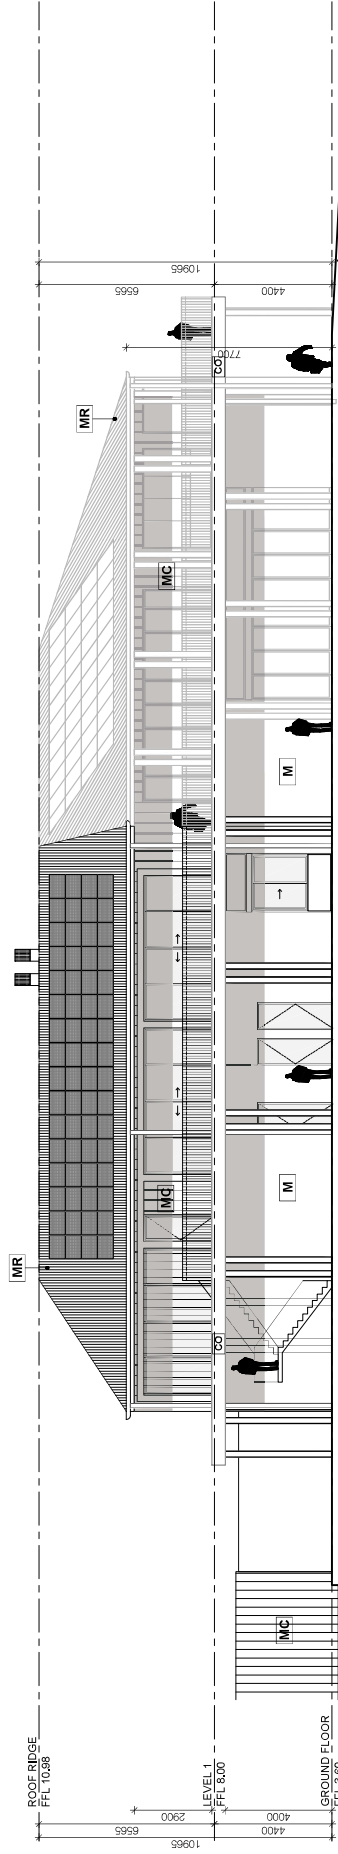 ROOF RIDGE
FFL 10.98
LEVEL 1
FFL 8.00
GROUND FLOOR
10965
6565
4400
2900
4000
MR
MR
MC
MC
CO
CO
M
M
MC
7700
6565
4400
10965